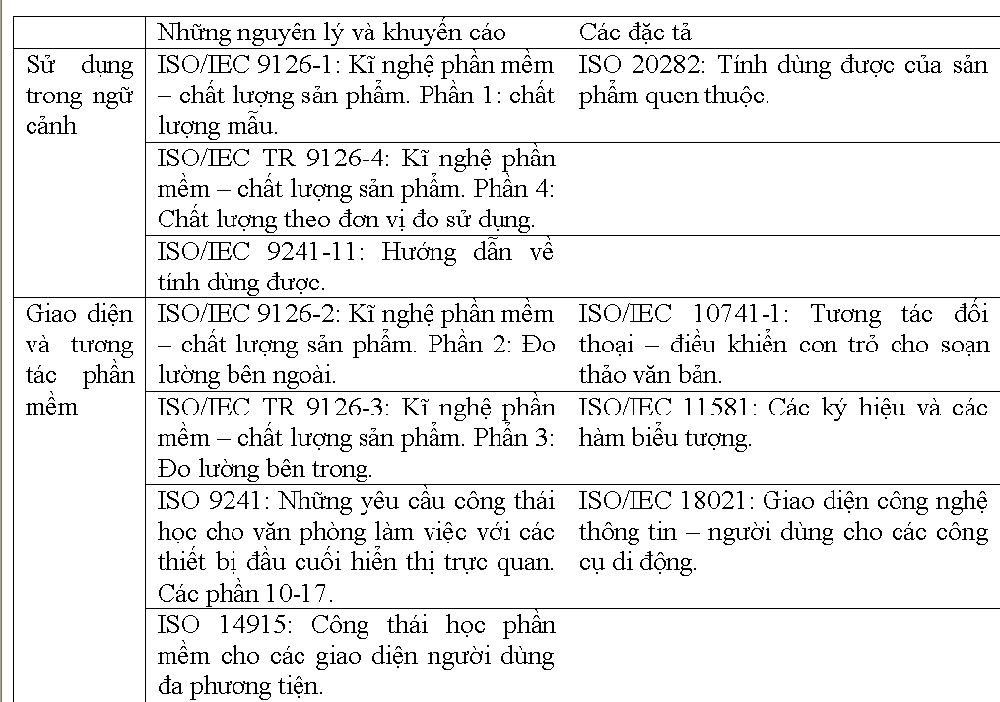 Những nguyên lý và khuyến cáo
Các đặc tả
Sử dụng
trong ngữ
cảnh
ISO/IEC 9126-1: Kĩ nghệ phần mềm
– chất lượng sản phẩm. Phần 1: chất
lượng mẫu.
ISO 20282: Tính dùng được của sản
phẩm quen thuộc.
ISO/IEC TR 9126-4: Kĩ nghệ phần
mềm – chất lượng sản phẩm. Phần 4:
Chất lượng theo đơn vị đo sử dụng.
ISO/IEC 9241-11: Hướng dẫn về
tính dùng được.
Giao diện
và tương
tác phần
mềm
ISO/IEC 9126-2: Kĩ nghệ phần mềm
– chất lượng sản phẩm. Phần 2: Đo
lường bên ngoài.
ISO/IEC 10741-1: Tương tác đối
thoại – điều khiển con trỏ cho soạn
thảo văn bản.
ISO/IEC TR 9126-3: Kĩ nghệ phần
mềm – chất lượng sản phẩm. Phần 3:
Đo lường bên trong.
ISO/IEC 11581: Các ký hiệu và các
hàm biểu tượng.
ISO 9241: Những yêu cầu công thái
học cho văn phòng làm việc với các
thiết bị đầu cuối hiển thị trực quan.
Các phần 10-17.
ISO/IEC 18021: Giao diện công nghệ
thông tin – người dùng cho các công
cụ di động.
ISO 14915: Công thái học phần
mềm cho các giao diện người dùng
đa phương tiện.